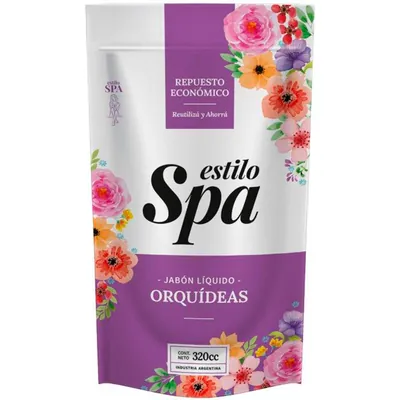 estilo
SPA
REPUESTO
ECONÓMICO
Reutilizá y Ahorrá
estilo
Spa
- JABÓN LÍQUIDO -
ORQUÍDEAS
CONT.
NETO 320cc
INDUSTRIA ARGENTINA